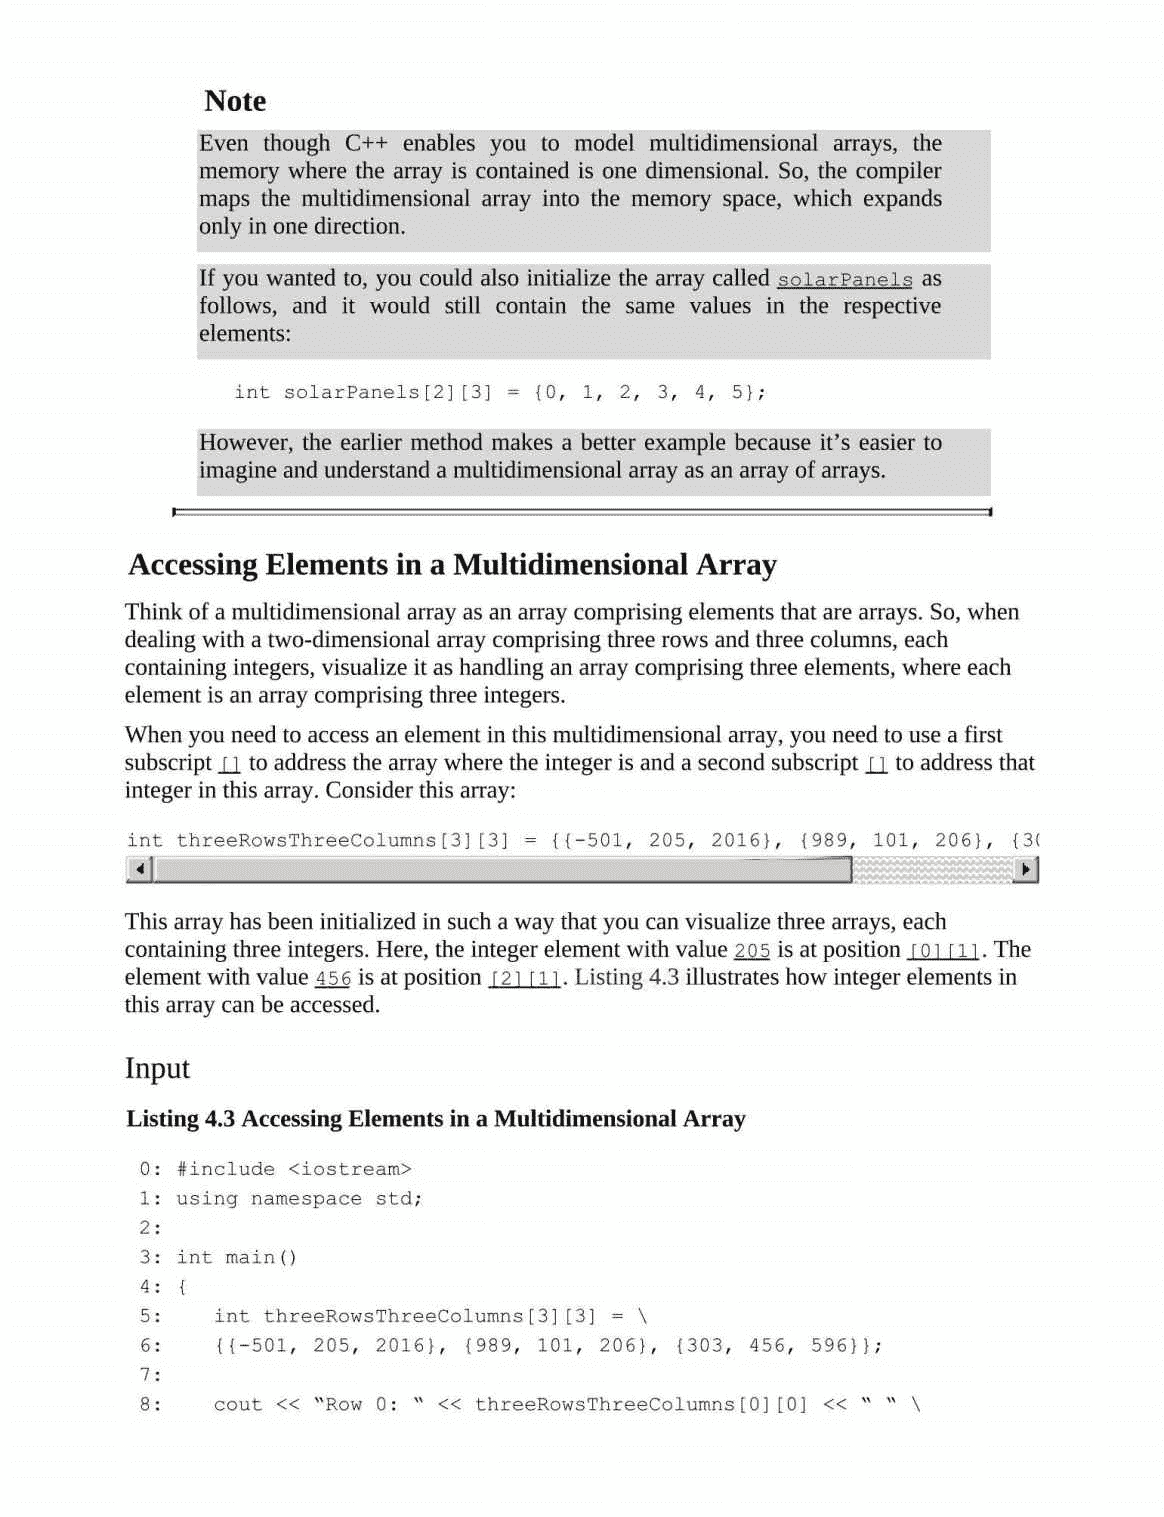 Note
Even though C++ enables you to model multidimensional arrays, the
memory where the array is contained is one dimensional. So, the compiler
maps the multidimensional array into the memory space, which expands
only in one direction.
If you wanted to, you could also initialize the array called solarPanels as
follows, and it would still contain the same values in the respective
elements:
int solarPanels[2][3] = {0, 1, 2, 3, 4, 5};
However, the earlier method makes a better example because it’s easier to
imagine and understand a multidimensional array as an array of arrays.
Accessing Elements in a Multidimensional Array
Think of a multidimensional array as an array comprising elements that are arrays. So, when
dealing with a two-dimensional array comprising three rows and three columns, each
containing integers, visualize it as handling an array comprising three elements, where each
element is an array comprising three integers.
When you need to access an element in this multidimensional array, you need to use a first
subscript [] to address the array where the integer is and a second subscript [] to address that
integer in this array. Consider this array:
int threeRowsThreeColumns[3][3] = {{-501, 205, 2016}, {989, 101, 206}, {3
This array has been initialized in such a way that you can visualize three arrays, each
containing three integers. Here, the integer element with value 205 is at position [0][1]. The
element with value 456 is at position [2][1]. Listing 4.3 illustrates how integer elements in
this array can be accessed.
Input
Listing 4.3 Accessing Elements in a Multidimensional Array
0: #include <iostream>
1: using namespace std;
2:
3: int main()
4: {
5:    int threeRowsThreeColumns[3][3] = \
6:    {{-501, 205, 2016}, {989, 101, 206}, {303, 456, 596}};
7:
8:    cout << “Row 0: “ << threeRowsThreeColumns[0][0] << “ “ \